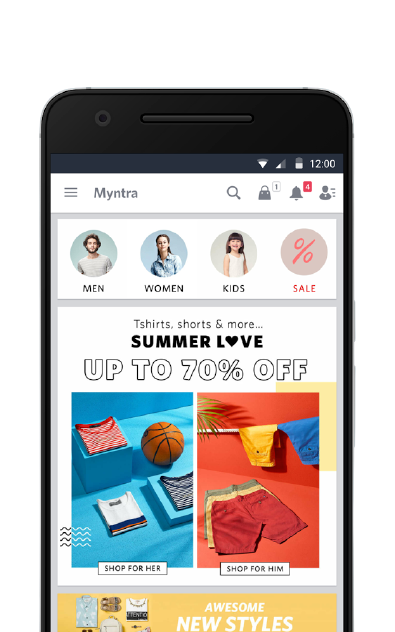 12:00
Myntra
1
4
MEN WOMEN KIDS SALE
Tshirts, shorts & more...
SUMMER L♥VE
UP TO 70% OFF
SHOP FOR HER SHOP FOR HIM
AWESOME
NEW STYLES